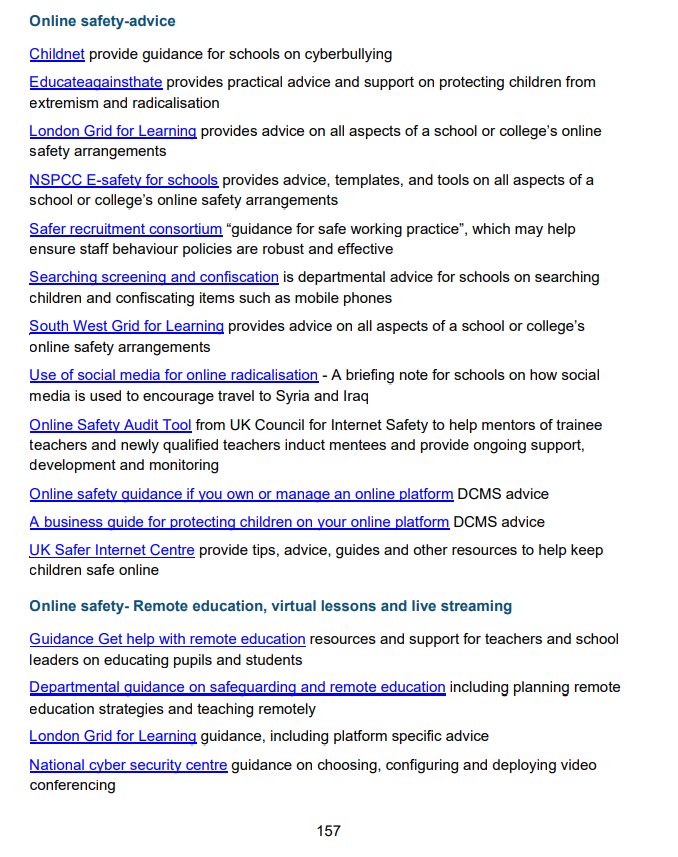 Online safety-advice
Childnet provide guidance for schools on cyberbullying
Educateagainsthate provides practical advice and support on protecting children from
extremism and radicalisation
London Grid for Learning provides advice on all aspects of a school or college’s online
safety arrangements
NSPCC E-safety for schools provides advice, templates, and tools on all aspects of a
school or college’s online safety arrangements
Safer recruitment consortium “guidance for safe working practice”, which may help
ensure staff behaviour policies are robust and effective
Searching screening and confiscation is departmental advice for schools on searching
children and confiscating items such as mobile phones
South West Grid for Learning provides advice on all aspects of a school or college’s
online safety arrangements
Use of social media for online radicalisation - A briefing note for schools on how social
media is used to encourage travel to Syria and Iraq
Online Safety Audit Tool from UK Council for Internet Safety to help mentors of trainee
teachers and newly qualified teachers induct mentees and provide ongoing support,
development and monitoring
Online safety guidance if you own or manage an online platform DCMS advice
A business guide for protecting children on your online platform DCMS advice
UK Safer Internet Centre provide tips, advice, guides and other resources to help keep
children safe online
Online safety- Remote education, virtual lessons and live streaming
Guidance Get help with remote education resources and support for teachers and school
leaders on educating pupils and students
Departmental guidance on safeguarding and remote education including planning remote
education strategies and teaching remotely
London Grid for Learning guidance, including platform specific advice
National cyber security centre guidance on choosing, configuring and deploying video
conferencing
157